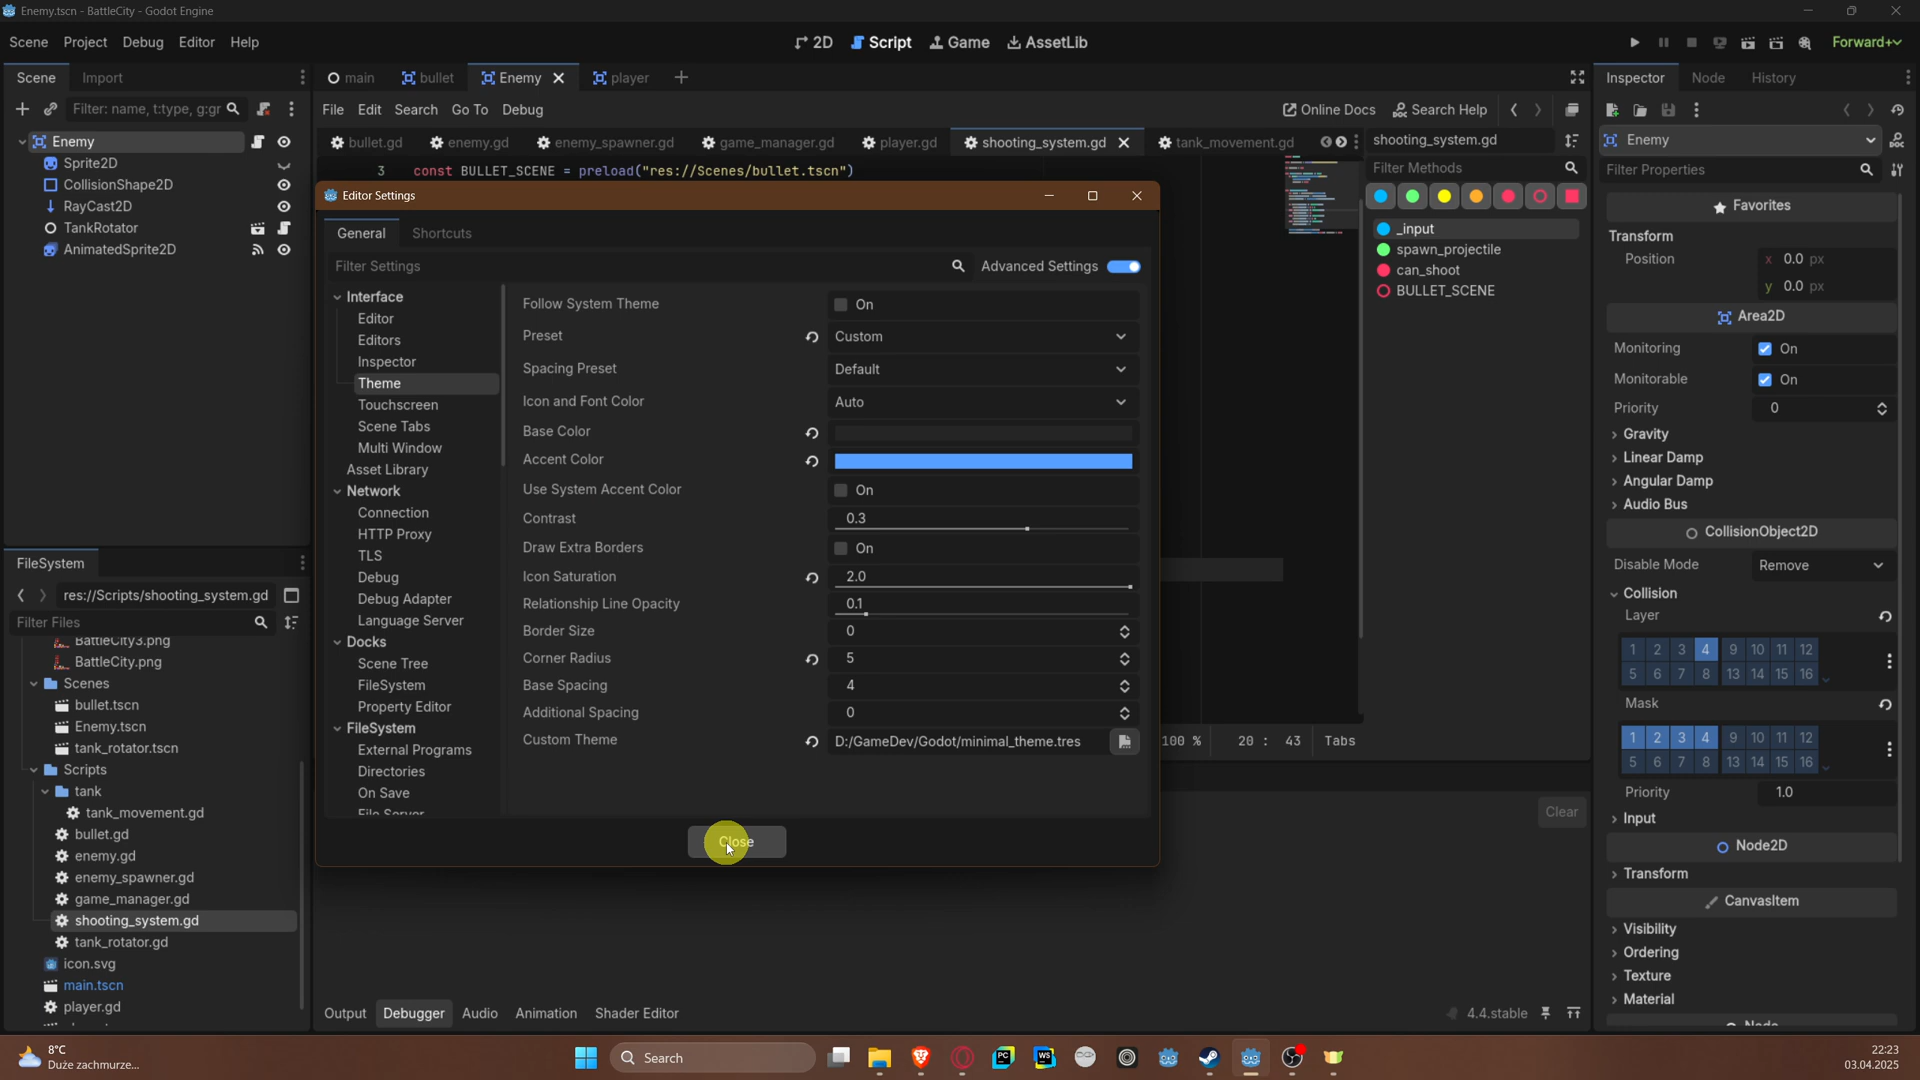 Enemy.tscn - BattleCity - Godot Engine
Scene Project Debug Editor Help
2D Script Game AssetLib
Forward+
Scene Import
main bullet Enemy player
Inspector Node History
Filter: name, t:type, g:gr
File Edit Search Go To Debug
Online Docs Search Help
Enemy
Sprite2D
CollisionShape2D
RayCast2D
TankRotator
AnimatedSprite2D
bullet.gd enemy.gd enemy_spawner.gd game_manager.gd player.gd shooting_system.gd tank_movement.gd
3 const BULLET_SCENE = preload("res://Scenes/bullet.tscn")
shooting_system.gd
Filter Methods
_input
spawn_projectile
can_shoot
BULLET_SCENE
Editor Settings
General Shortcuts
Filter Settings
Advanced Settings
Interface
Editor
Editors
Inspector
Theme
Touchscreen
Scene Tabs
Multi Window
Asset Library
Network
Connection
HTTP Proxy
TLS
Debug
Debug Adapter
Language Server
Docks
Scene Tree
FileSystem
Property Editor
FileSystem
External Programs
Directories
On Save
File Server
Follow System Theme On
Preset Custom
Spacing Preset Default
Icon and Font Color Auto
Base Color
Accent Color
Use System Accent Color On
Contrast 0.3
Draw Extra Borders On
Icon Saturation 2.0
Relationship Line Opacity 0.1
Border Size 0
Corner Radius 5
Base Spacing 4
Additional Spacing 0
Custom Theme D:/GameDev/Godot/minimal_theme.tres
Close
100 % 20 : 43 Tabs
Clear
FileSystem
res://Scripts/shooting_system.gd
Filter Files
BattleCity3.png
BattleCity.png
Scenes
bullet.tscn
Enemy.tscn
tank_rotator.tscn
Scripts
tank
tank_movement.gd
bullet.gd
enemy.gd
enemy_spawner.gd
game_manager.gd
shooting_system.gd
tank_rotator.gd
icon.svg
main.tscn
player.gd
Output Debugger Audio Animation Shader Editor
4.4.stable
Enemy
Filter Properties
Favorites
Transform
Position x 0.0 px
y 0.0 px
Area2D
Monitoring On
Monitorable On
Priority 0
Gravity
Linear Damp
Angular Damp
Audio Bus
CollisionObject2D
Disable Mode Remove
Collision
Layer
1 2 3 4 9 10 11 12
5 6 7 8 13 14 15 16
Mask
1 2 3 4 9 10 11 12
5 6 7 8 13 14 15 16
Priority 1.0
Input
Node2D
Transform
CanvasItem
Visibility
Ordering
Texture
Material
Node
8°C
Duże zachmurze...
Search
PC
WS
22:23
03.04.2025